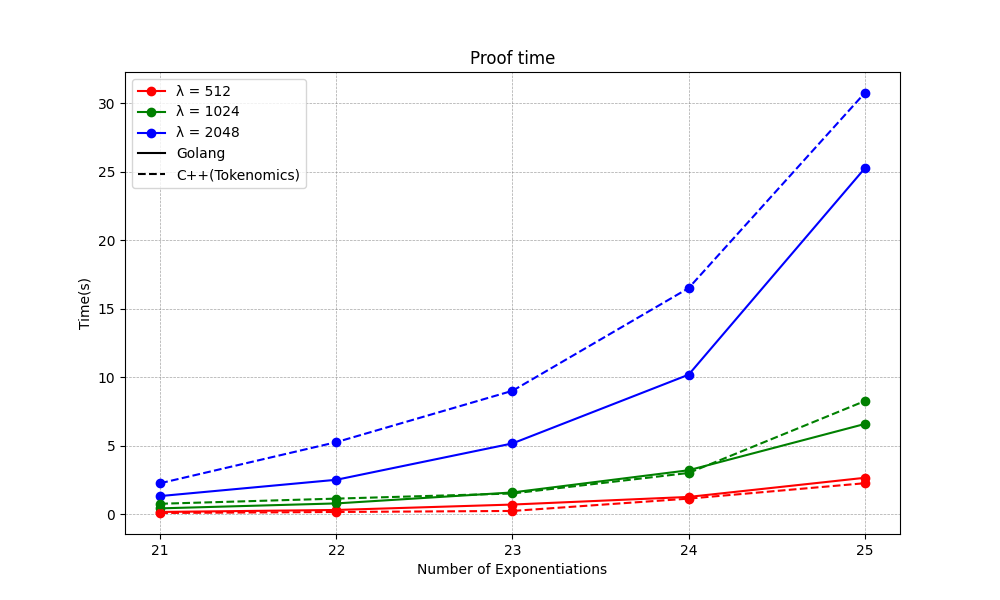 Proof time
λ = 512
λ = 1024
λ = 2048
Golang
C++(Tokenomics)
Time(s)
30
25
20
15
10
5
0
21 22 23 24 25
Number of Exponentiations